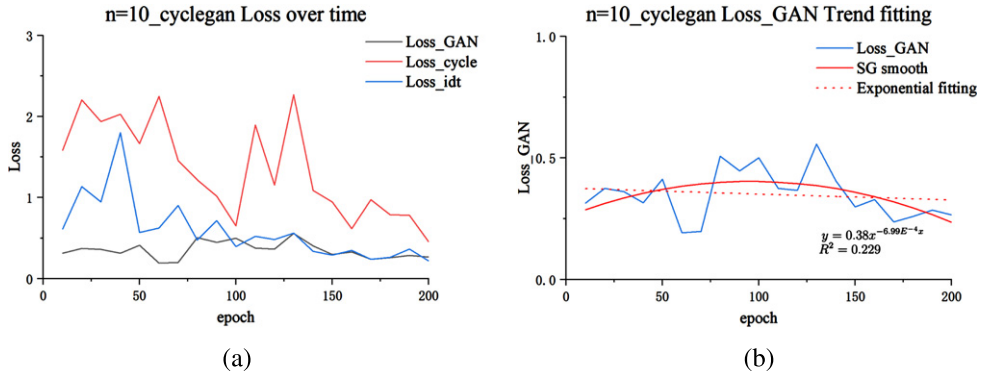 n=10_cyclegan Loss over time
3
2
1
0
Loss
0
50
100
150
200
epoch
Loss_GAN
Loss_cycle
Loss_idt
(a)
n=10_cyclegan Loss_GAN Trend fitting
1.0
0.5
0.0
Loss_GAN
0
50
100
150
200
epoch
Loss_GAN
SG smooth
Exponential fitting
y = 0.38x^{-6.99E-4x}
R² = 0.229
(b)